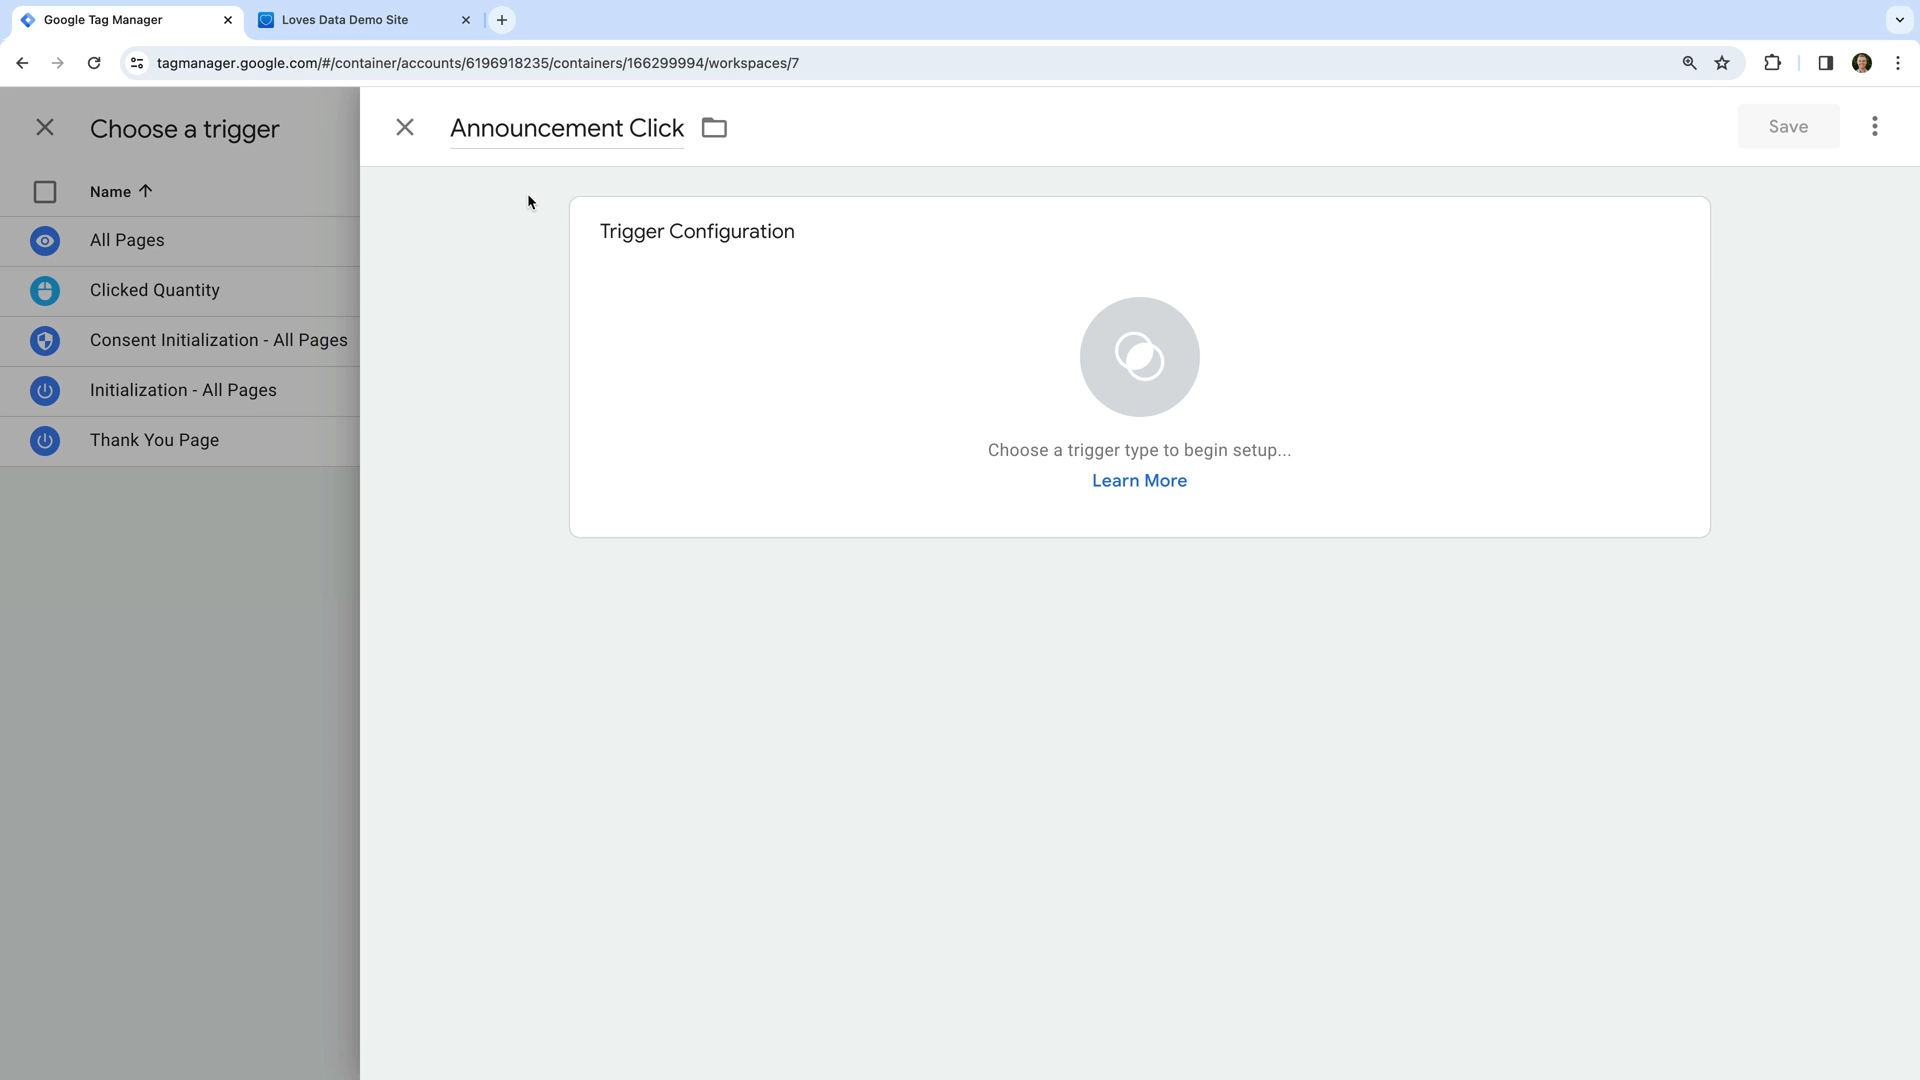 Google Tag Manager
Loves Data Demo Site
tagmanager.google.com/#/container/accounts/6196918235/containers/166299994/workspaces/7
Choose a trigger
Announcement Click
Save
Name
All Pages
Clicked Quantity
Consent Initialization - All Pages
Initialization - All Pages
Thank You Page
Trigger Configuration
Choose a trigger type to begin setup...
Learn More